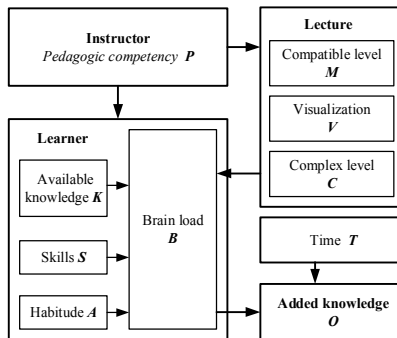 Instructor
Pedagogic competency P
Lecture
Compatible level
M
Visualization
V
Complex level
C
Learner
Available
knowledge K
Skills S
Habitude A
Brain load
B
Time T
Added knowledge
O